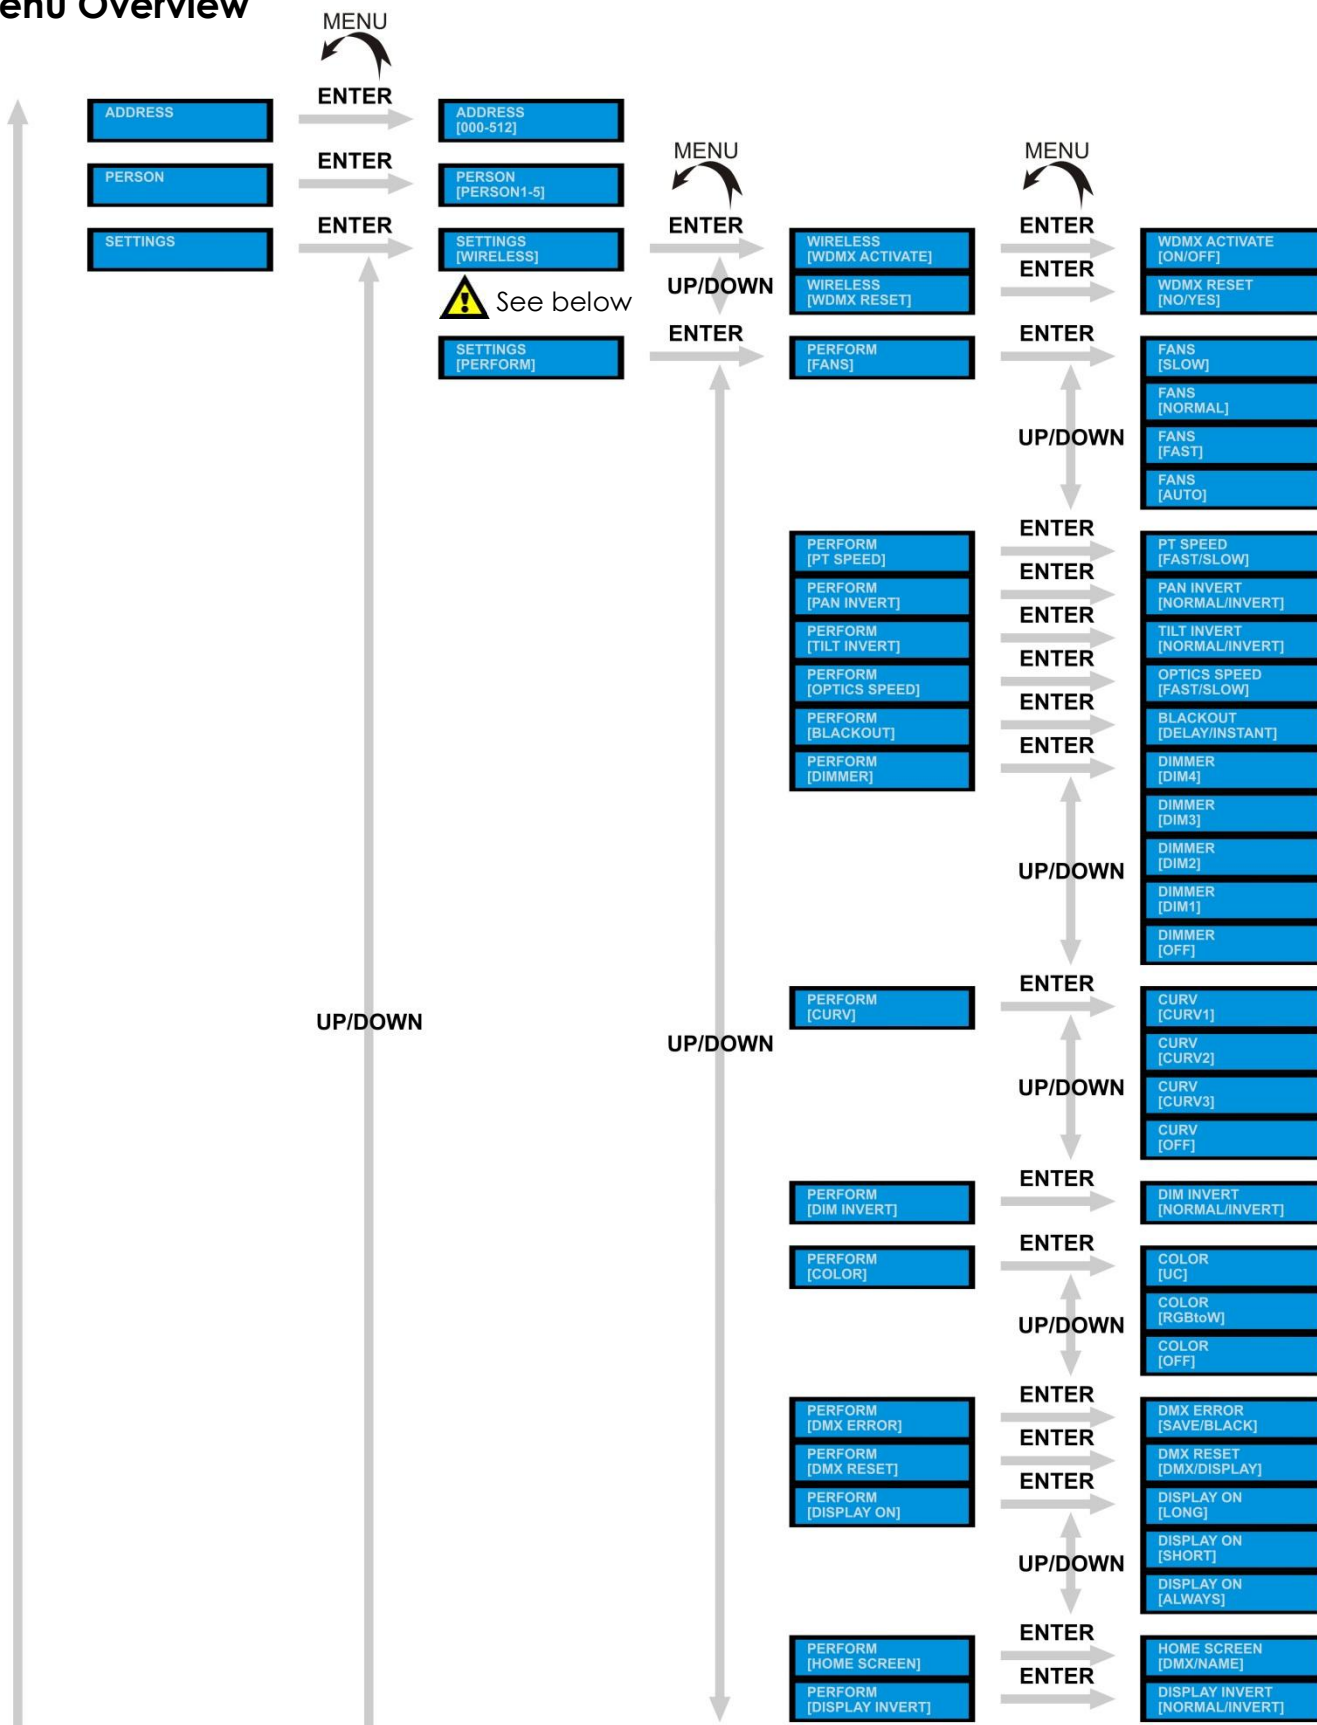 enu Overview
MENU
ENTER
ADDRESS
ADDRESS
[000-512]
MENU
MENU
ENTER
PERSON
PERSON
[PERSON1-5]
ENTER
ENTER
ENTER
SETTINGS
SETTINGS
[WIRELESS]
WIRELESS
[WDMX ACTIVATE]
WDMX ACTIVATE
[ON/OFF]
ENTER
See below
UP/DOWN
WIRELESS
[WDMX RESET]
WDMX RESET
[NO/YES]
ENTER
ENTER
SETTINGS
[PERFORM]
PERFORM
[FANS]
FANS
[SLOW]
FANS
[NORMAL]
UP/DOWN
FANS
[FAST]
FANS
[AUTO]
ENTER
PERFORM
[PT SPEED]
PT SPEED
[FAST/SLOW]
ENTER
PERFORM
[PAN INVERT]
PAN INVERT
[NORMAL/INVERT]
ENTER
PERFORM
[TILT INVERT]
TILT INVERT
[NORMAL/INVERT]
ENTER
PERFORM
[OPTICS SPEED]
OPTICS SPEED
[FAST/SLOW]
ENTER
PERFORM
[BLACKOUT]
BLACKOUT
[DELAY/INSTANT]
ENTER
PERFORM
[DIMMER]
DIMMER
[DIM4]
DIMMER
[DIM3]
UP/DOWN
DIMMER
[DIM2]
DIMMER
[DIM1]
DIMMER
[OFF]
ENTER
PERFORM
[CURV]
CURV
[CURV1]
UP/DOWN
UP/DOWN
CURV
[CURV2]
UP/DOWN
CURV
[CURV3]
CURV
[OFF]
ENTER
PERFORM
[DIM INVERT]
DIM INVERT
[NORMAL/INVERT]
ENTER
PERFORM
[COLOR]
COLOR
[UC]
UP/DOWN
COLOR
[RGBtoW]
COLOR
[OFF]
ENTER
PERFORM
[DMX ERROR]
DMX ERROR
[SAVE/BLACK]
ENTER
PERFORM
[DMX RESET]
DMX RESET
[DMX/DISPLAY]
ENTER
PERFORM
[DISPLAY ON]
DISPLAY ON
[LONG]
UP/DOWN
DISPLAY ON
[SHORT]
DISPLAY ON
[ALWAYS]
ENTER
PERFORM
[HOME SCREEN]
HOME SCREEN
[DMX/NAME]
ENTER
PERFORM
[DISPLAY INVERT]
DISPLAY INVERT
[NORMAL/INVERT]